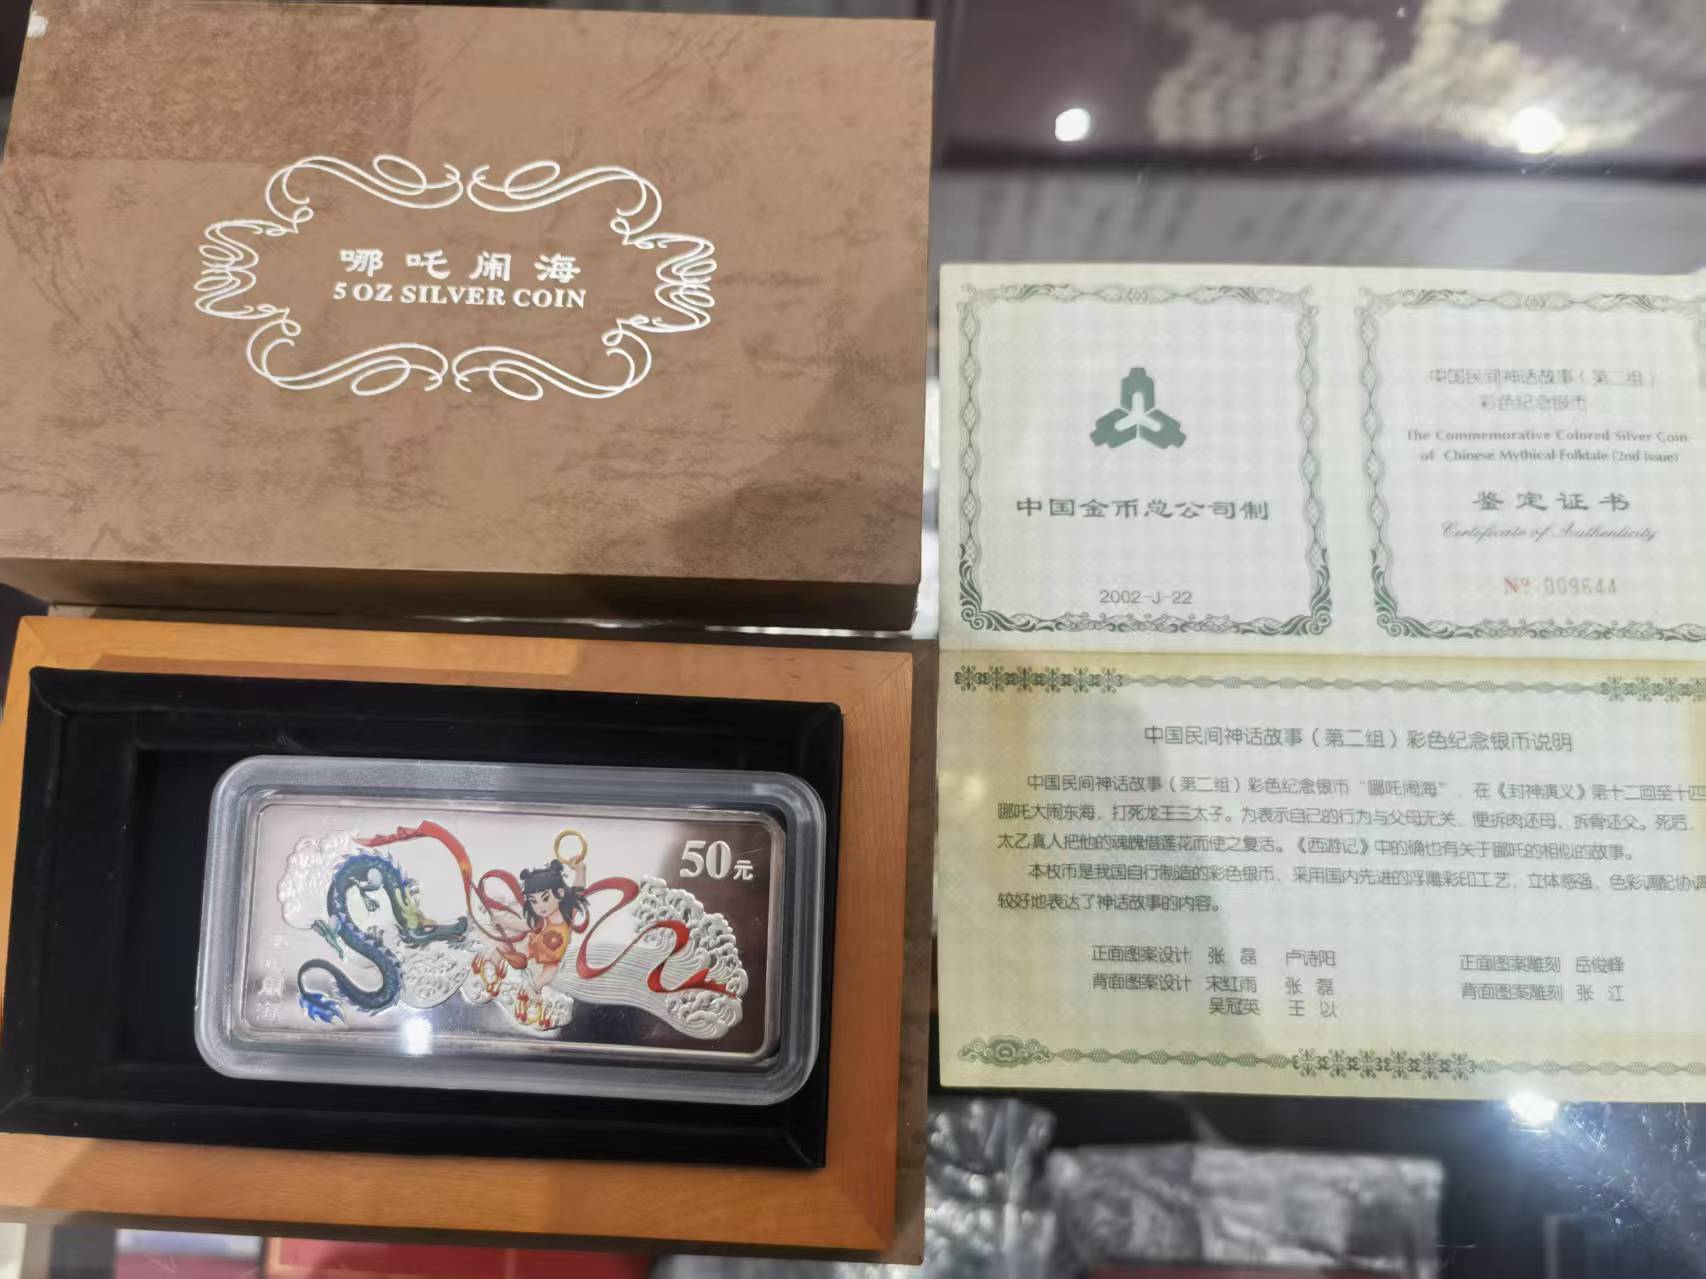 哪吒闹海
5 OZ SILVER COIN
50元
闹
海
中国金币总公司制
2002-J-22
中国民间神话故事（第二组）
彩色纪念银币
The Commemorative Colored Silver Coin
of Chinese Mythical Folktale (2nd Issue)
鉴定证书
Certificate of Authenticity
Nº 009644
中国民间神话故事（第二组）彩色纪念银币说明
中国民间神话故事（第二组）彩色纪念银币“哪吒闹海”，在《封神演义》第十二回至十四
哪吒大闹东海，打死龙王三太子。为表示自己的行为与父母无关，便拆肉还母，拆骨还父。死后，
太乙真人把他的魂魄借莲花而使之复活。《西游记》中的确也有关于哪吒的相似的故事。
本枚币是我国自行制造的彩色银币，采用国内先进的浮雕彩印工艺，立体感强，色彩调配协调
较好地表达了神话故事的内容。
正面图案设计 张磊 卢诗阳 正面图案雕刻 岳俊峰
背面图案设计 宋红雨 张磊 背面图案雕刻 张江
吴冠英 王以